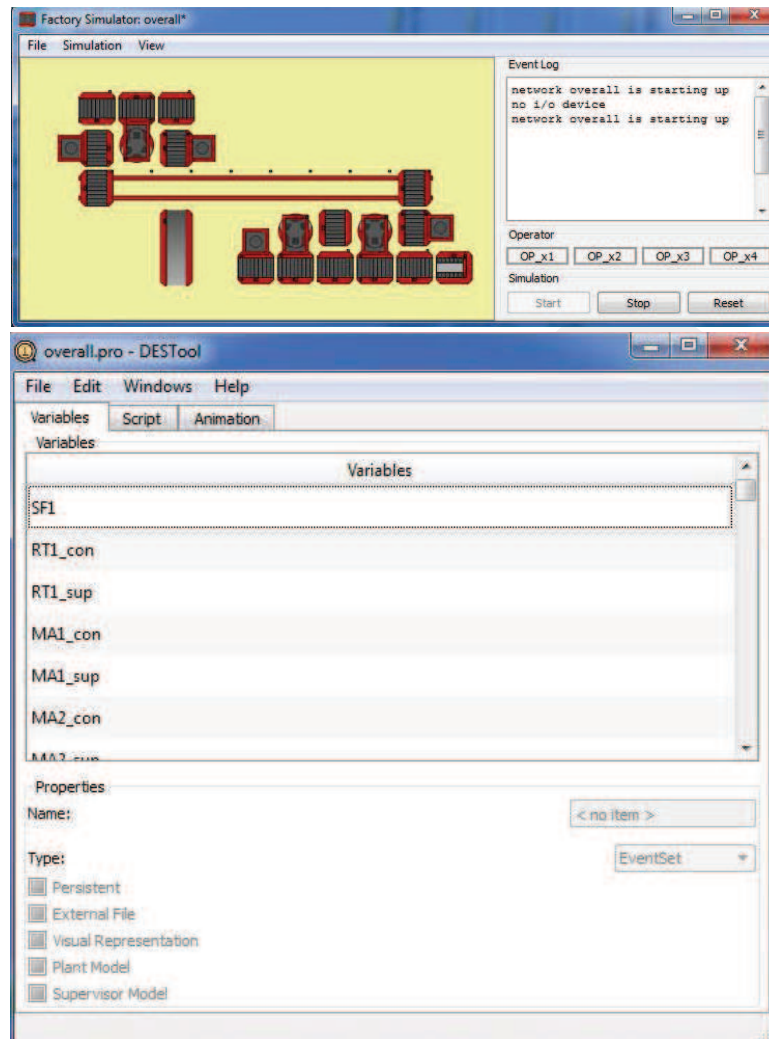 Factory Simulator: overall*
File Simulation View
Event Log
network overall is starting up
no i/o device
network overall is starting up
Operator
OP_x1 OP_x2 OP_x3 OP_x4
Simulation
Start Stop Reset
overall.pro - DESTool
File Edit Windows Help
Variables Script Animation
Variables
Variables
SF1
RT1_con
RT1_sup
MA1_con
MA1_sup
MA2_con
MA2_sup
Properties
Name: < no item >
Type: EventSet
Persistent
External File
Visual Representation
Plant Model
Supervisor Model